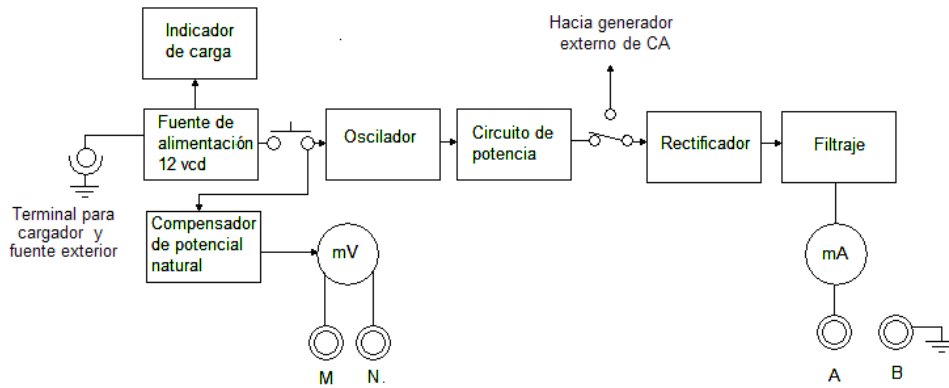 Indicador
de carga
Hacia generador
externo de CA
Fuente de
alimentación
12 vcd
Oscilador
Circuito de
potencia
Rectificador
Filtraje
Terminal para
cargador y
fuente exterior
Compensador
de potencial
natural
mV
mA
M
N.
A
B